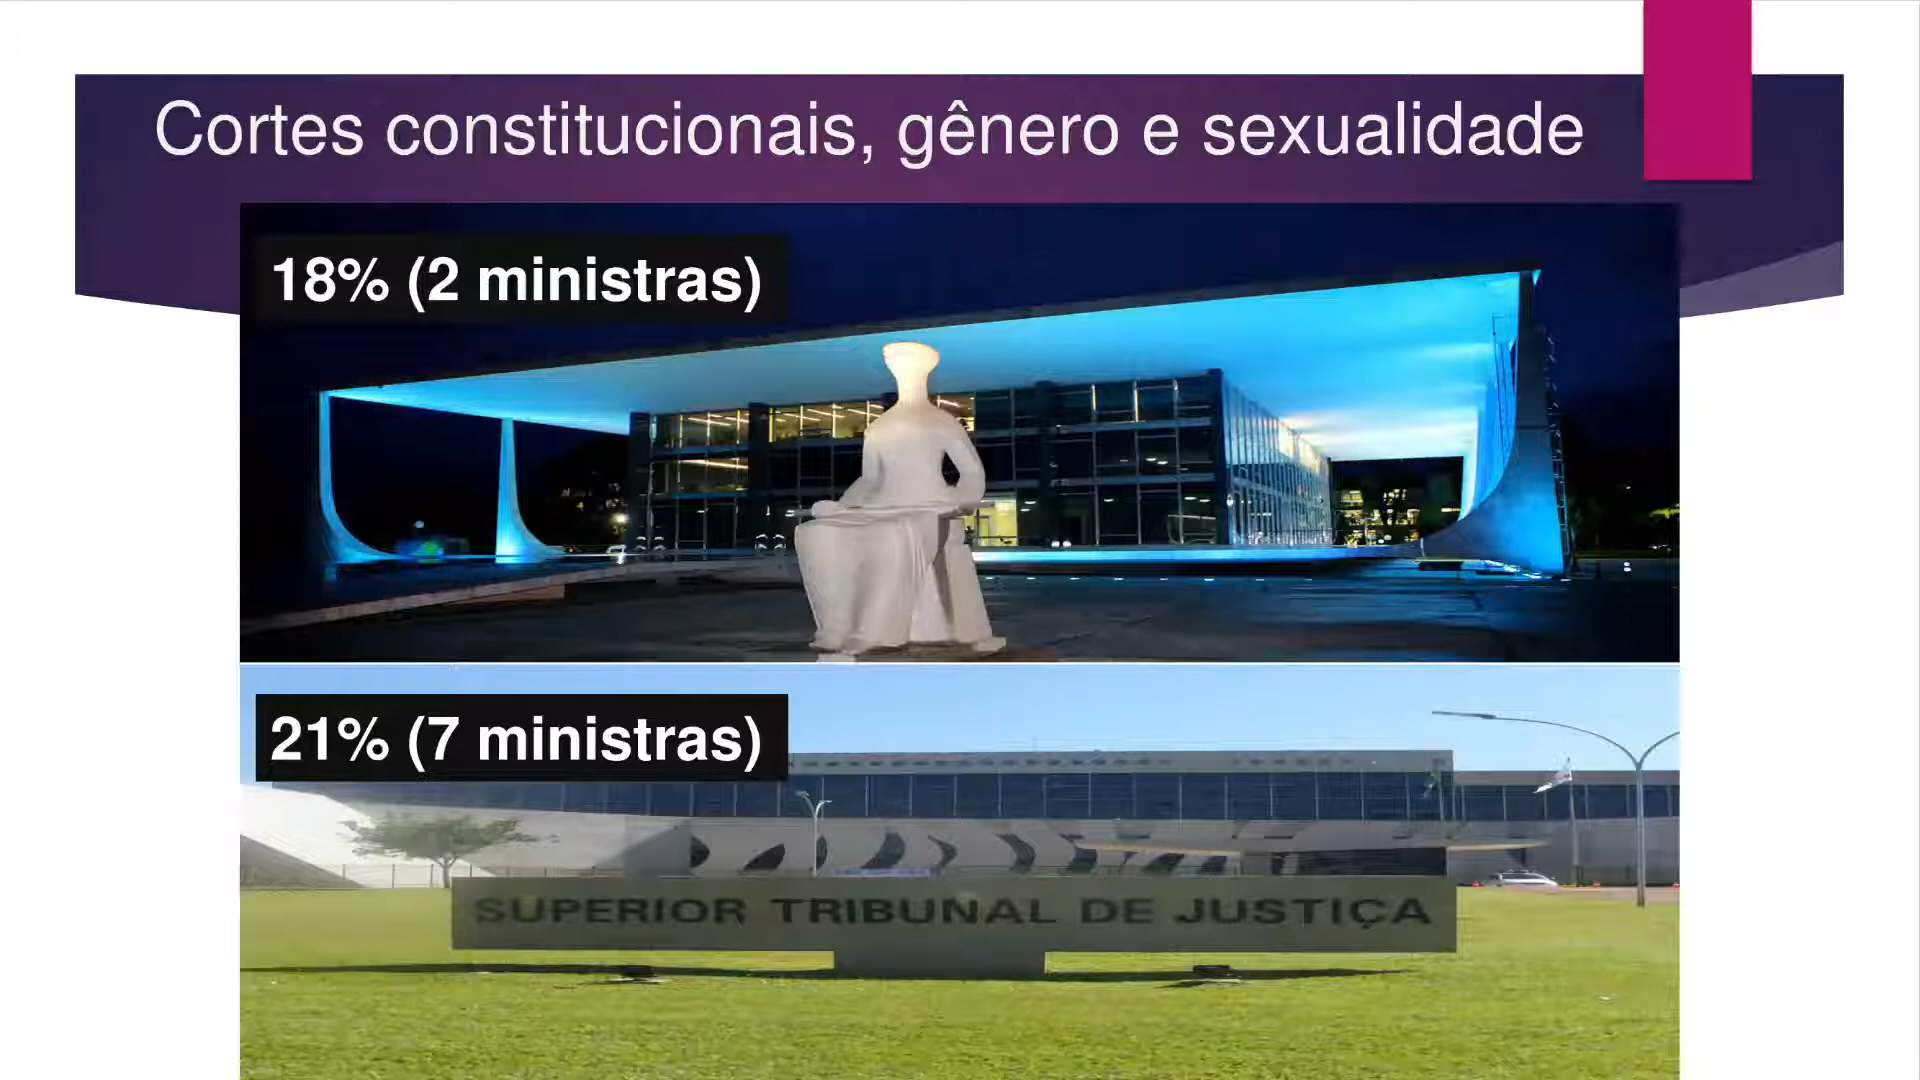 Cortes constitucionais, gênero e sexualidade
18% (2 ministras)
21% (7 ministras)
SUPERIOR TRIBUNAL DE JUSTIÇA